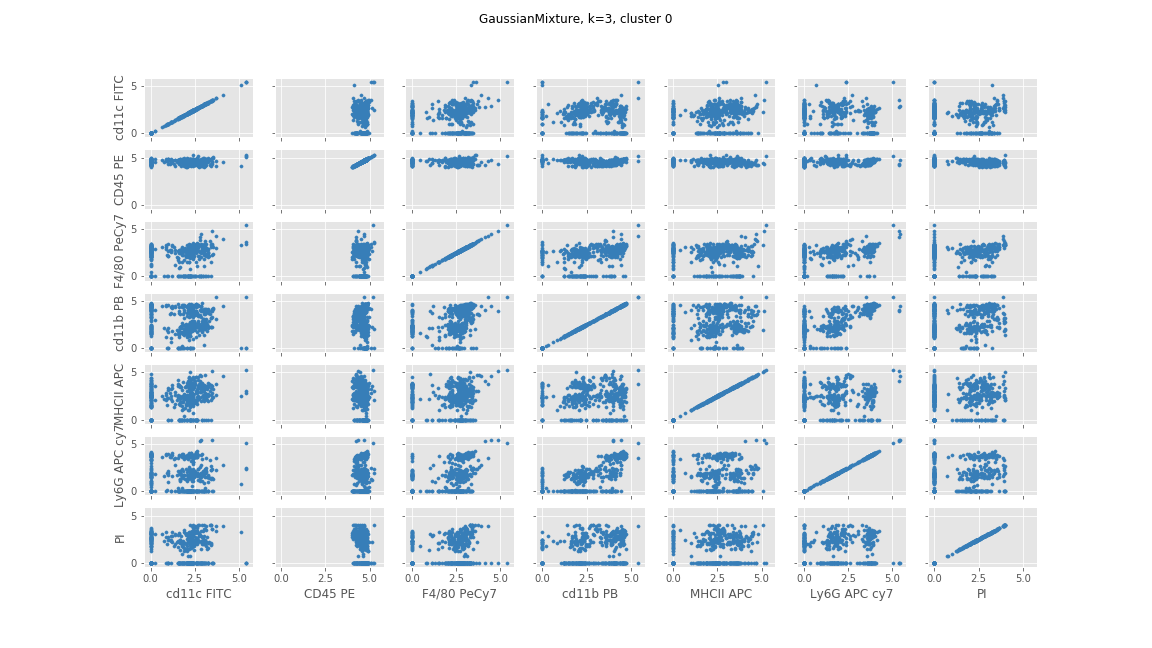 GaussianMixture, k=3, cluster 0
cd11c FITC
5
0
CD45 PE
5
0
F4/80 PeCy7
5
0
cd11b PB
5
0
MHCII APC
5
0
Ly6G APC cy7
5
0
PI
5
0
0.0 2.5 5.0 0.0 2.5 5.0 0.0 2.5 5.0 0.0 2.5 5.0 0.0 2.5 5.0 0.0 2.5 5.0 0.0 2.5 5.0
cd11c FITC CD45 PE F4/80 PeCy7 cd11b PB MHCII APC Ly6G APC cy7 PI